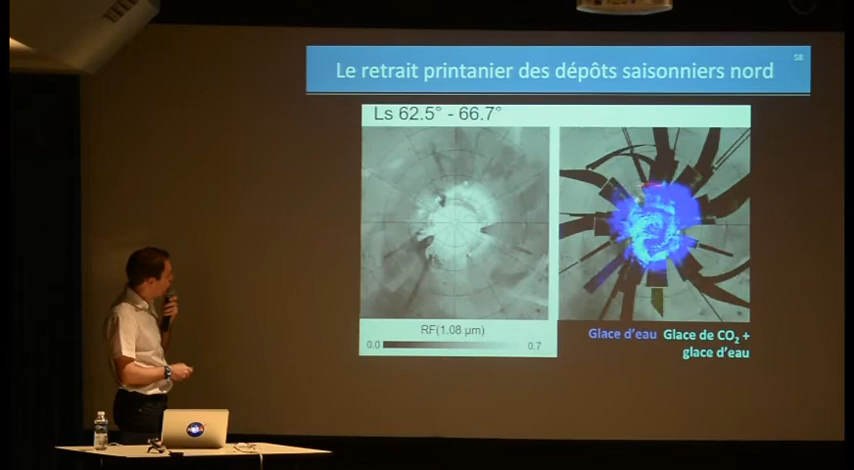 Le retrait printanier des dépôts saisonniers nord
58
Ls 62.5° - 66.7°
RF(1.08 µm)
0.0 0.7
Glace d'eau Glace de CO₂ +
glace d'eau